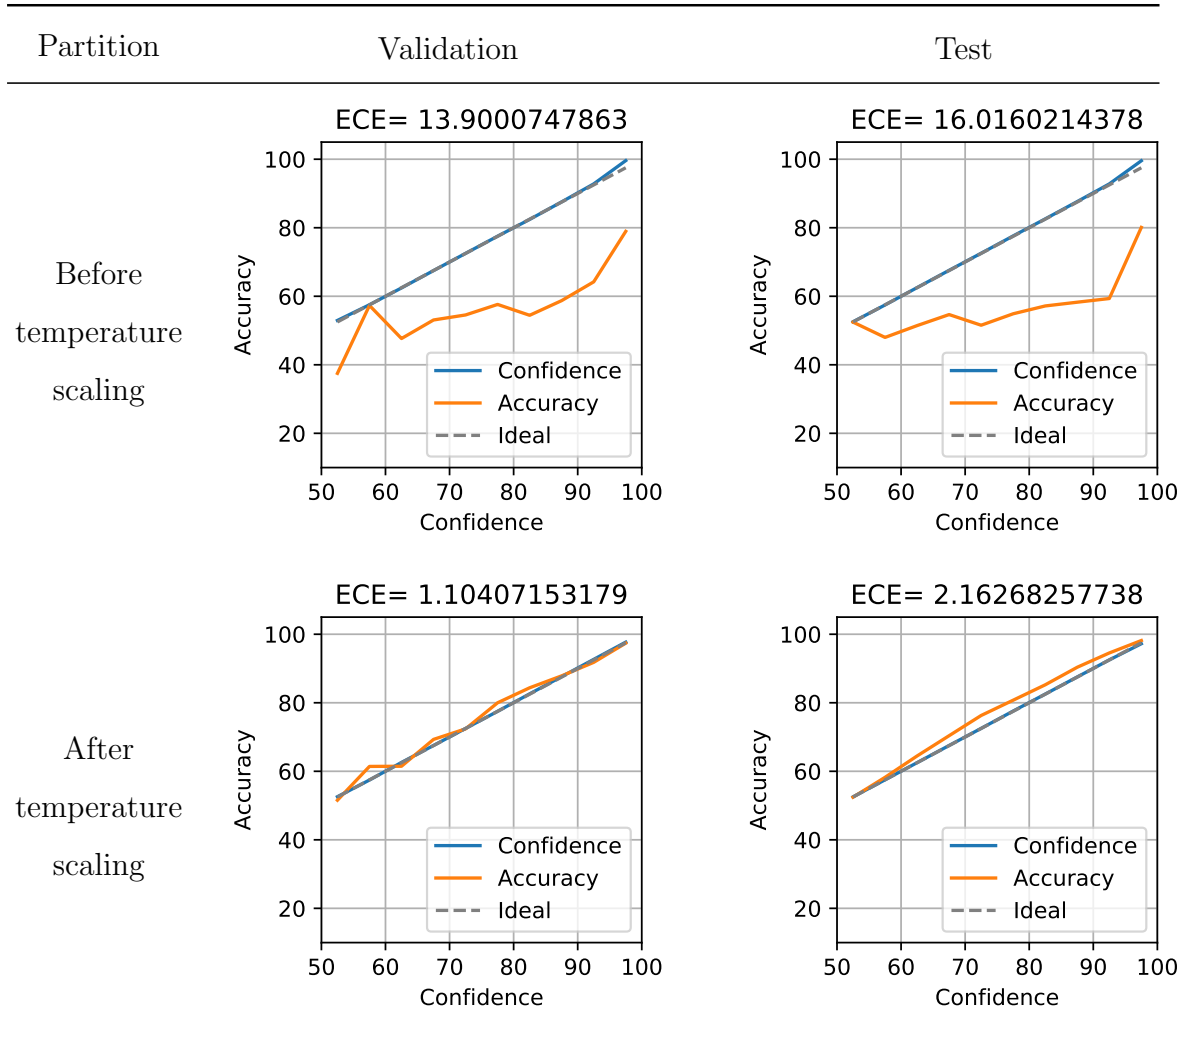 Partition Validation Test
ECE= 13.9000747863
100
80
60
40
20
Accuracy
Confidence
Accuracy
Ideal
50 60 70 80 90 100
Confidence
ECE= 16.0160214378
100
80
60
40
20
Accuracy
Confidence
Accuracy
Ideal
50 60 70 80 90 100
Confidence
Before
temperature
scaling
ECE= 1.10407153179
100
80
60
40
20
Accuracy
Confidence
Accuracy
Ideal
50 60 70 80 90 100
Confidence
ECE= 2.16268257738
100
80
60
40
20
Accuracy
Confidence
Accuracy
Ideal
50 60 70 80 90 100
Confidence
After
temperature
scaling